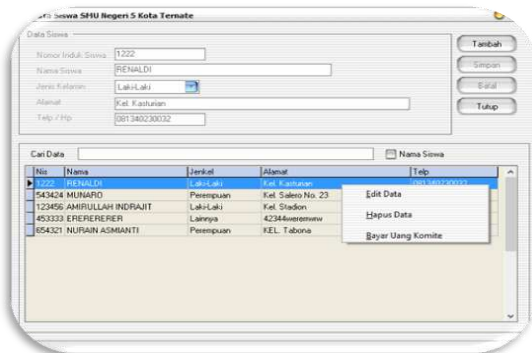 Siswa SMU Negeri 5 Kota Ternate
Data Siswa
Nomor Induk Siswa 1222
Nama Siswa RENALDI
Jenis Kelamin Laki-Laki
Alamat Kel. Kasturian
Telp / Hp 081340230032
Tambah
Simpan
Batal
Tutup
Cari Data Nama Siswa
Nis Nama Jenkel Alamat Telp
1222 RENALDI Laki-Laki Kel. Kasturian 081340230032
543424 MUNARO Perempuan Kel. Salero No. 23
123456 AMIRULLAH INDRAJIT Laki-Laki Kel. Stadion
453333 ERERERERER Lainnya
654321 NURAIN ASMIANTI Perempuan KEL. Tabona
Edit Data
Hapus Data
Bayar Uang Komite